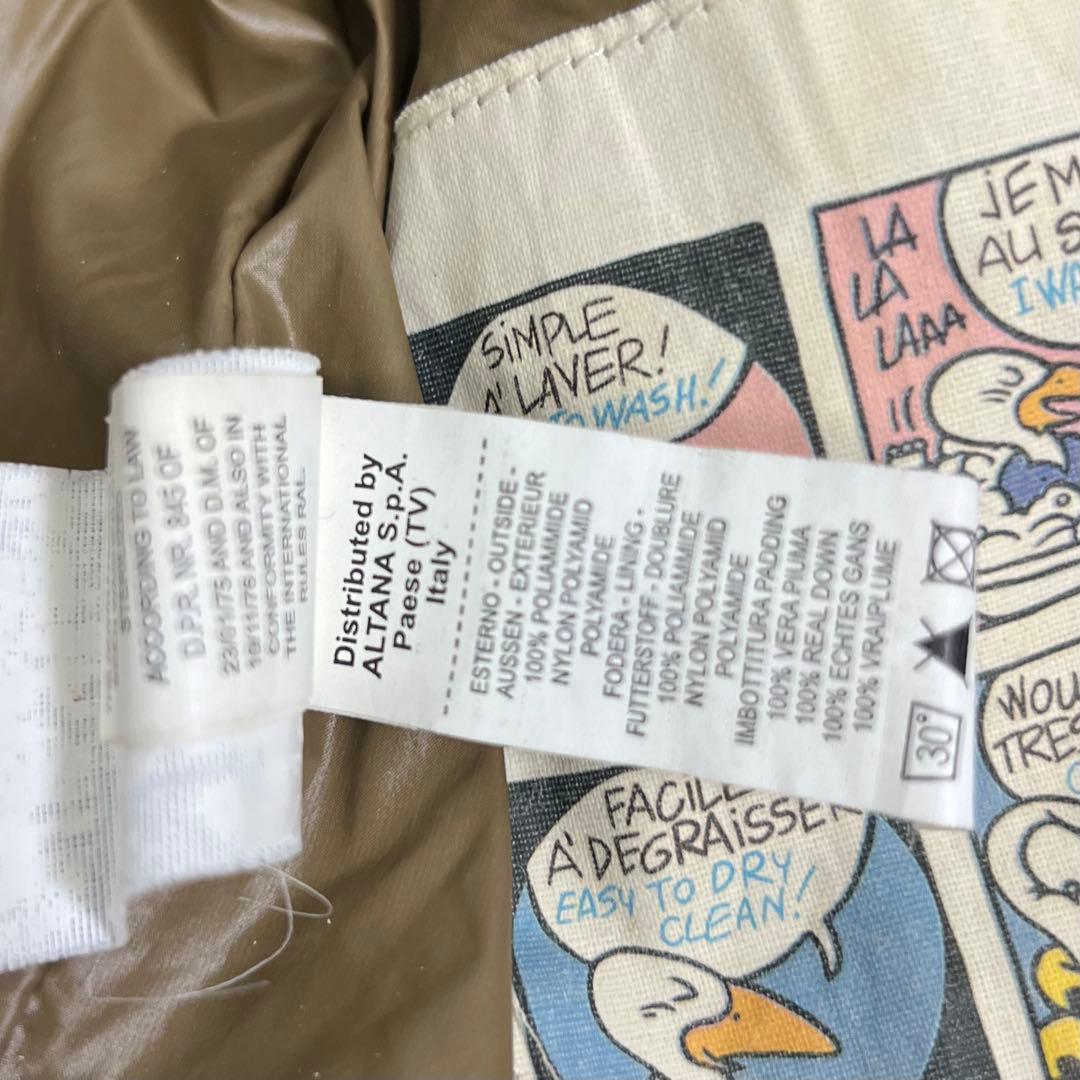 ACCORDING TO LAW
D.P.R. NR. 845 OF
23/61/75 AND D.M. OF
19/11/76 AND ALSO IN
CONFORMITY WITH
THE INTERNATIONAL
RULES RAL.
Distributed by
ALTANA S.p.A.
Paese (TV)
Italy
ESTERNO - OUTSIDE -
AUSSEN - EXTERIEUR
100% POLIAMMIDE
NYLON POLYAMID
POLYAMIDE
FODERA - LINING -
FUTTERSTOFF - DOUBLURE
100% POLIAMIDE
NYLON POLYAMID
POLYAMIDE
IMBOTTITURA PADDING
100% VERA PIUMA
100% REAL DOWN
100% ECHTES GANS
100% VRAIPLUME
30°
SiMPLE
A' LAVER!
TO WASH!
LA
LA
LAAA
JE M
AU S
I WA
FACILE
A' DEGRAiSSER
EASY TO DRY
CLEAN!
WOU
TRES